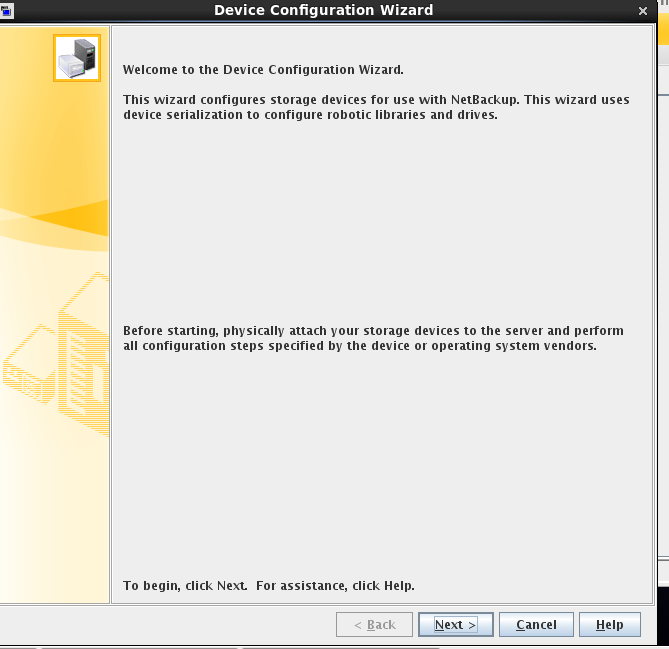 Device Configuration Wizard
Welcome to the Device Configuration Wizard.
This wizard configures storage devices for use with NetBackup. This wizard uses
device serialization to configure robotic libraries and drives.
Before starting, physically attach your storage devices to the server and perform
all configuration steps specified by the device or operating system vendors.
To begin, click Next.  For assistance, click Help.
< Back
Next >
Cancel
Help